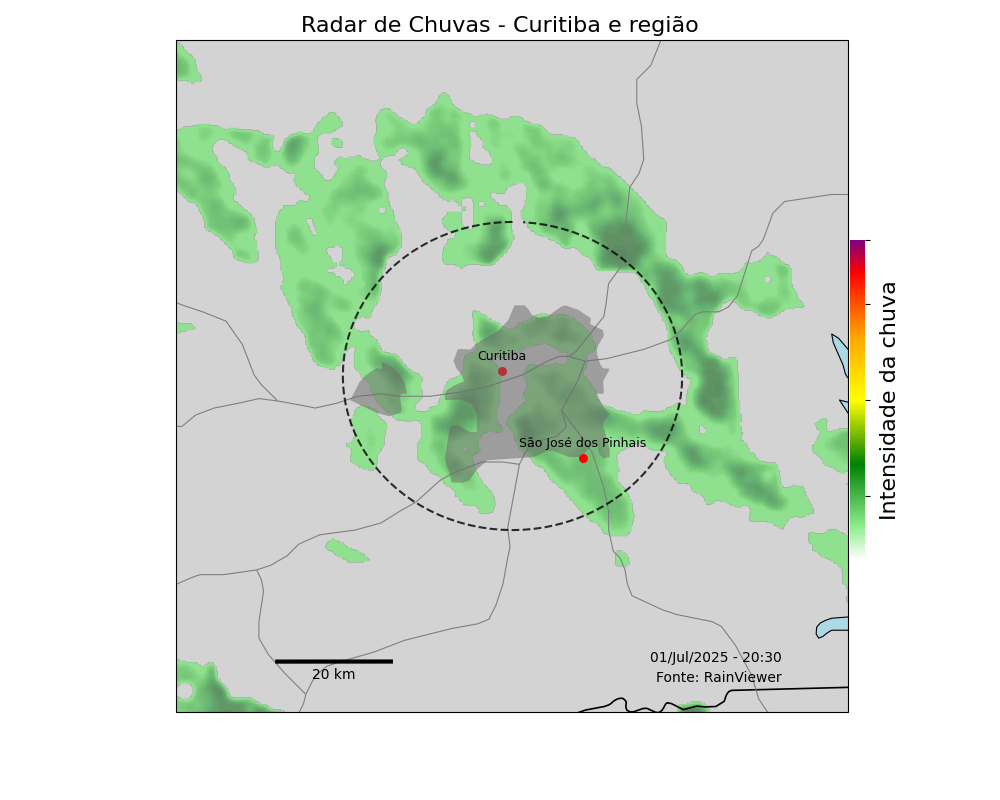 Radar de Chuvas - Curitiba e região
Curitiba
São José dos Pinhais
Intensidade da chuva
01/Jul/2025 - 20:30
20 km
Fonte: RainViewer